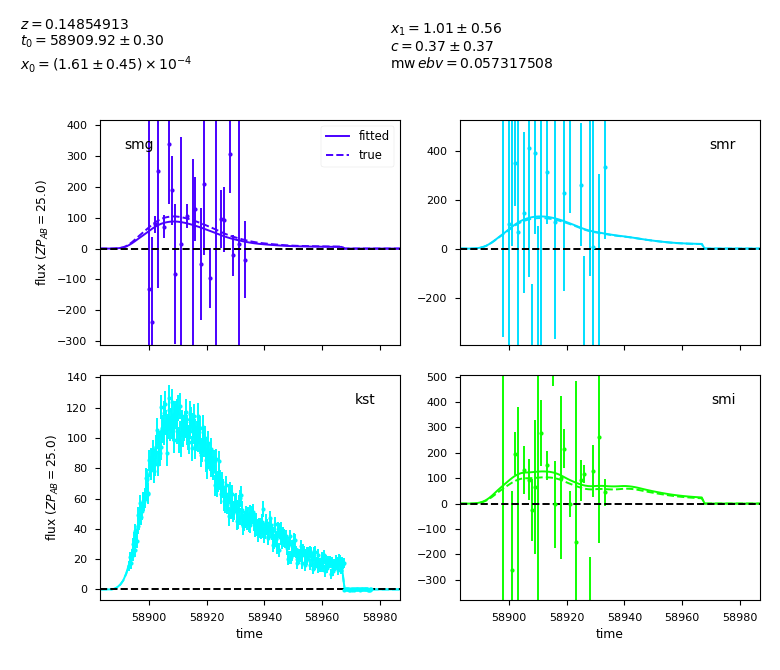 z = 0.14854913
t₀ = 58909.92 ± 0.30
x₀ = (1.61 ± 0.45) × 10⁻⁴
x₁ = 1.01 ± 0.56
c = 0.37 ± 0.37
mw ebv = 0.057317508
smg
fitted
true
400
300
200
100
0
−100
−200
−300
flux (ZP_AB = 25.0)
smr
400
200
0
−200
kst
140
120
100
80
60
40
20
0
flux (ZP_AB = 25.0)
58900 58920 58940 58960 58980
time
smi
500
400
300
200
100
0
−100
−200
−300
58900 58920 58940 58960 58980
time